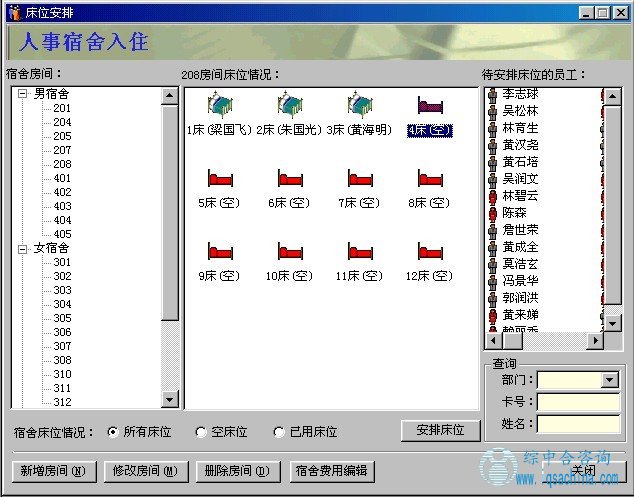 床位安排
人事宿舍入住
宿舍房间：
男宿舍
201
204
205
207
208
401
402
403
404
405
女宿舍
301
302
303
304
305
306
307
308
310
311
312
208房间床位情况：
1床(梁国飞) 2床(朱国光) 3床(黄海明) 4床(空)
5床(空) 6床(空) 7床(空) 8床(空)
9床(空) 10床(空) 11床(空) 12床(空)
待安排床位的员工：
李志球
吴松林
林育生
黄汉尧
黄石培
吴润文
林碧云
陈森
詹世荣
黄成全
莫浩玄
冯景华
郭润洪
黄来娣
查询
部门：
卡号：
姓名：
宿舍床位情况： 所有床位 空床位 已用床位
安排床位
新增房间(N) 修改房间(M) 删除房间(D) 宿舍费用编辑 关闭
综中合咨询